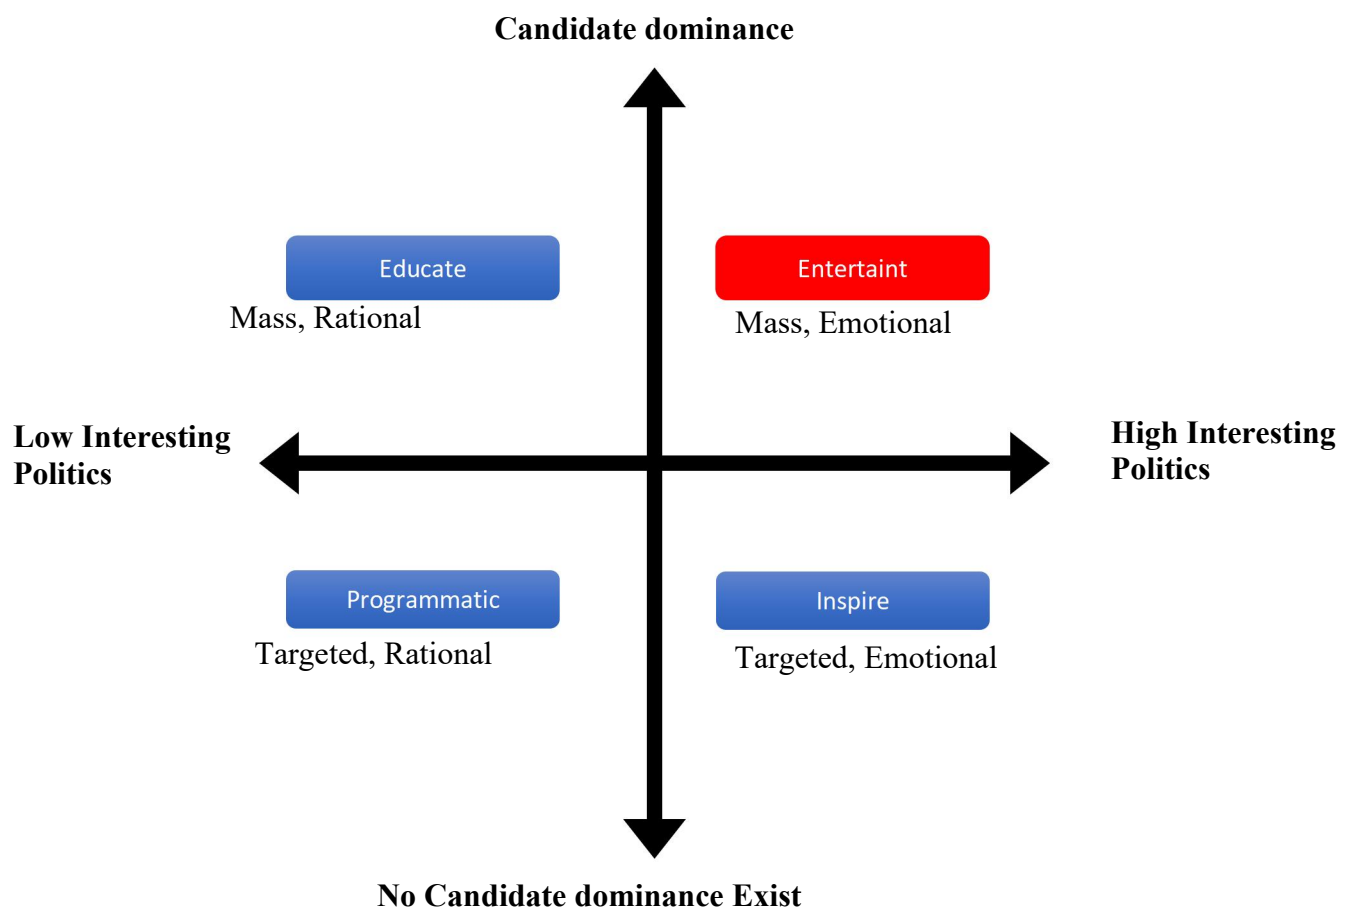 Candidate dominance
Educate
Entertaint
Mass, Rational
Mass, Emotional
Low Interesting
Politics
High Interesting
Politics
Programmatic
Inspire
Targeted, Rational
Targeted, Emotional
No Candidate dominance Exist